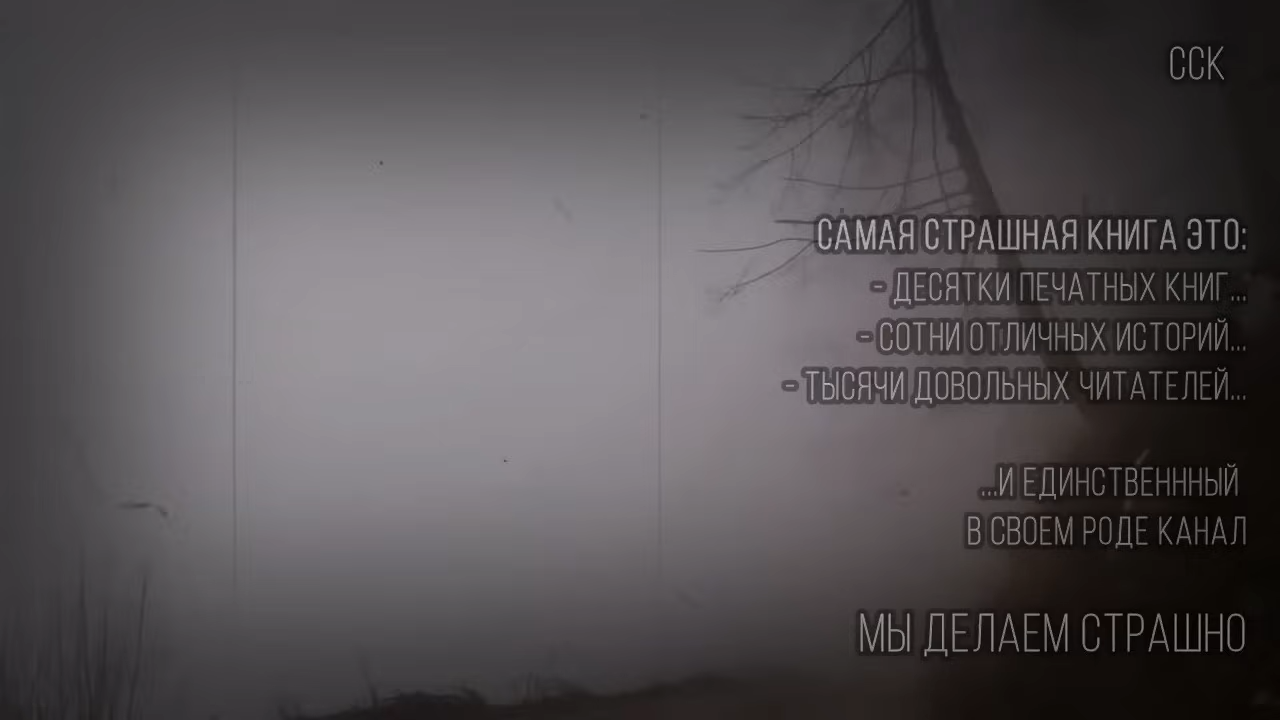 ССК
САМАЯ СТРАШНАЯ КНИГА ЭТО:
- ДЕСЯТКИ ПЕЧАТНЫХ КНИГ...
- СОТНИ ОТЛИЧНЫХ ИСТОРИЙ...
- ТЫСЯЧИ ДОВОЛЬНЫХ ЧИТАТЕЛЕЙ...
...И ЕДИНСТВЕНННЫЙ
В СВОЕМ РОДЕ КАНАЛ
МЫ ДЕЛАЕМ СТРАШНО